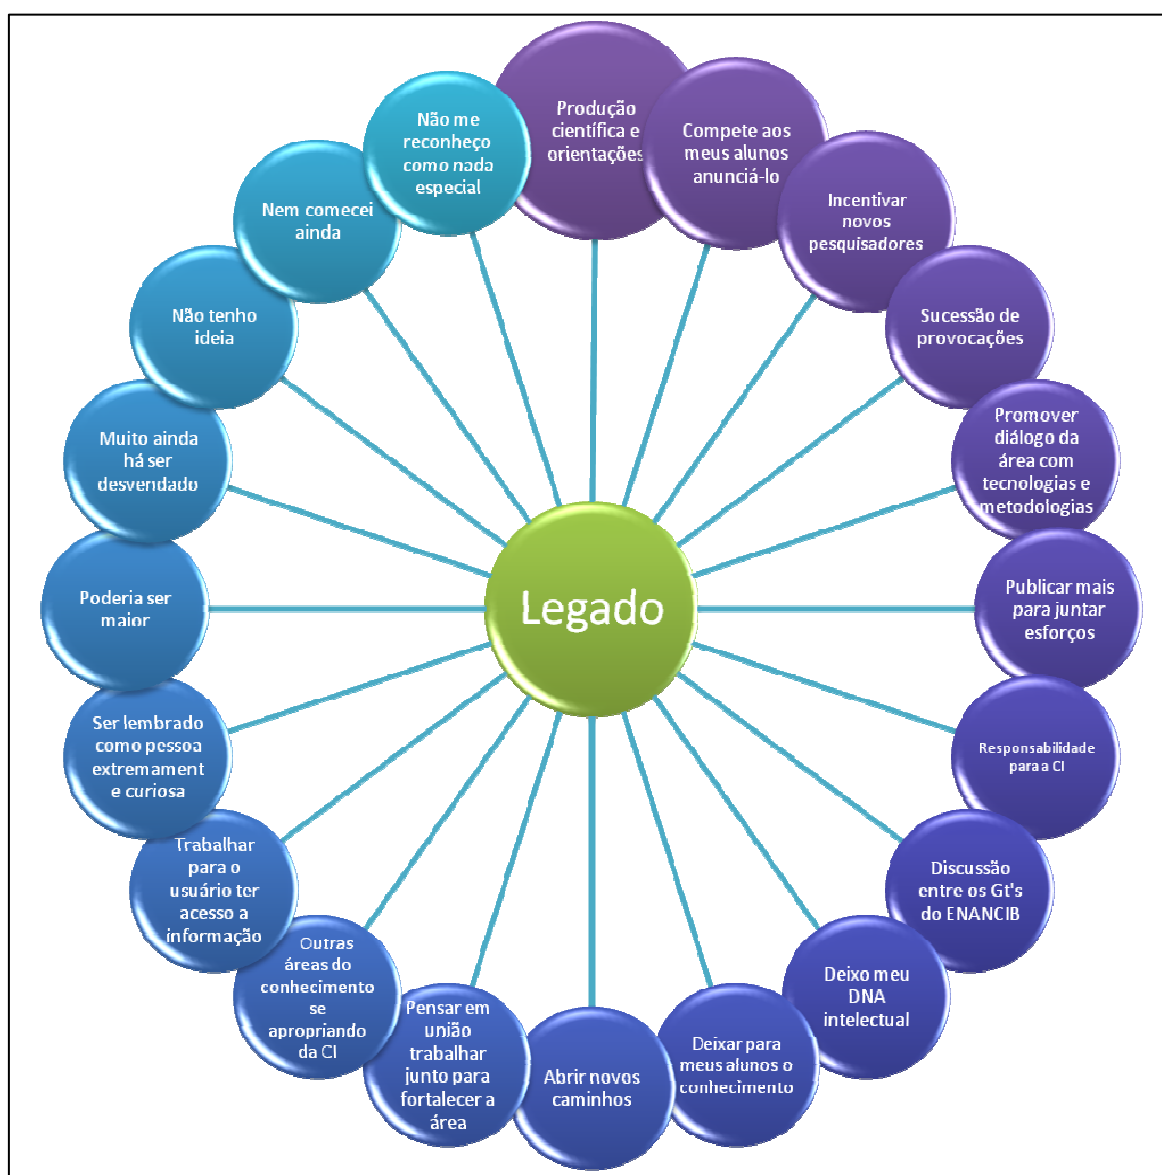 Produção
científica e
orientações
Compete aos
meus alunos
anunciá-lo
Incentivar
novos
pesquisadores
Sucessão de
provocações
Promover
diálogo da
área com
tecnologias e
metodologias
Publicar mais
para juntar
esforços
Responsabilidade
para a CI
Discussão
entre os Gt's
do ENANCIB
Deixo meu
DNA
intelectual
Deixar para
meus alunos o
conhecimento
Abrir novos
caminhos
Pensar em
união
trabalhar
junto para
fortalecer a
área
Outras
áreas do
conhecimento
se
apropriando
da CI
Trabalhar
para o
usuário ter
acesso a
informação
Ser lembrado
como pessoa
extremament
e curiosa
Poderia ser
maior
Muito ainda
há ser
desvendado
Não tenho
ideia
Nem comecei
ainda
Não me
reconheço
como nada
especial
Legado